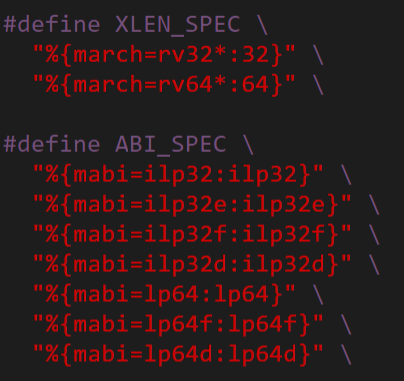 #define XLEN_SPEC \
  "%{march=rv32*:32}" \
  "%{march=rv64*:64}" \

#define ABI_SPEC \
  "%{mabi=ilp32:ilp32}" \
  "%{mabi=ilp32e:ilp32e}" \
  "%{mabi=ilp32f:ilp32f}" \
  "%{mabi=ilp32d:ilp32d}" \
  "%{mabi=lp64:lp64}" \
  "%{mabi=lp64f:lp64f}" \
  "%{mabi=lp64d:lp64d}" \